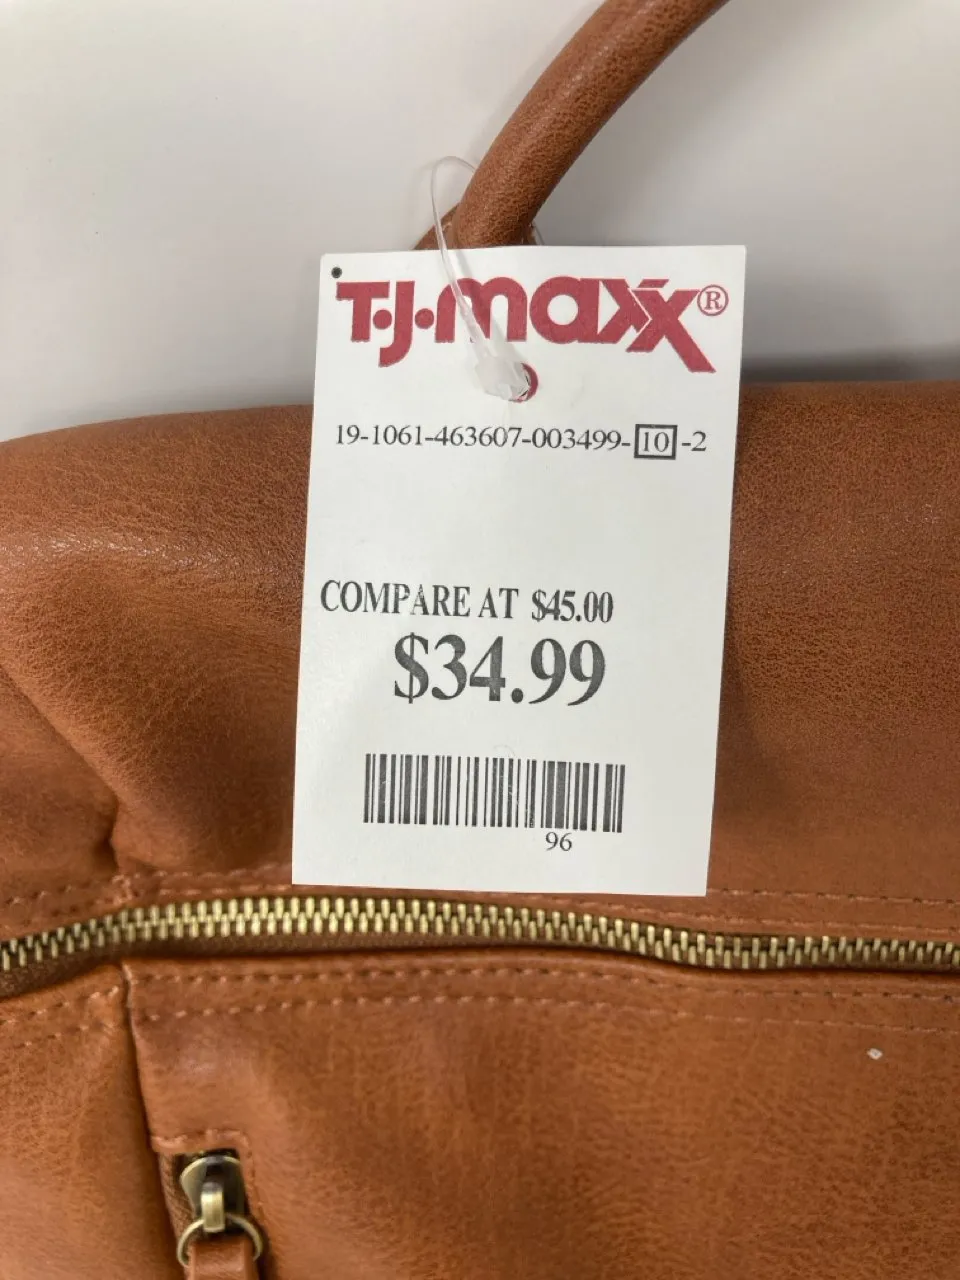 T·J·maxx®
19-1061-463607-003499-10-2
COMPARE AT $45.00
$34.99
96